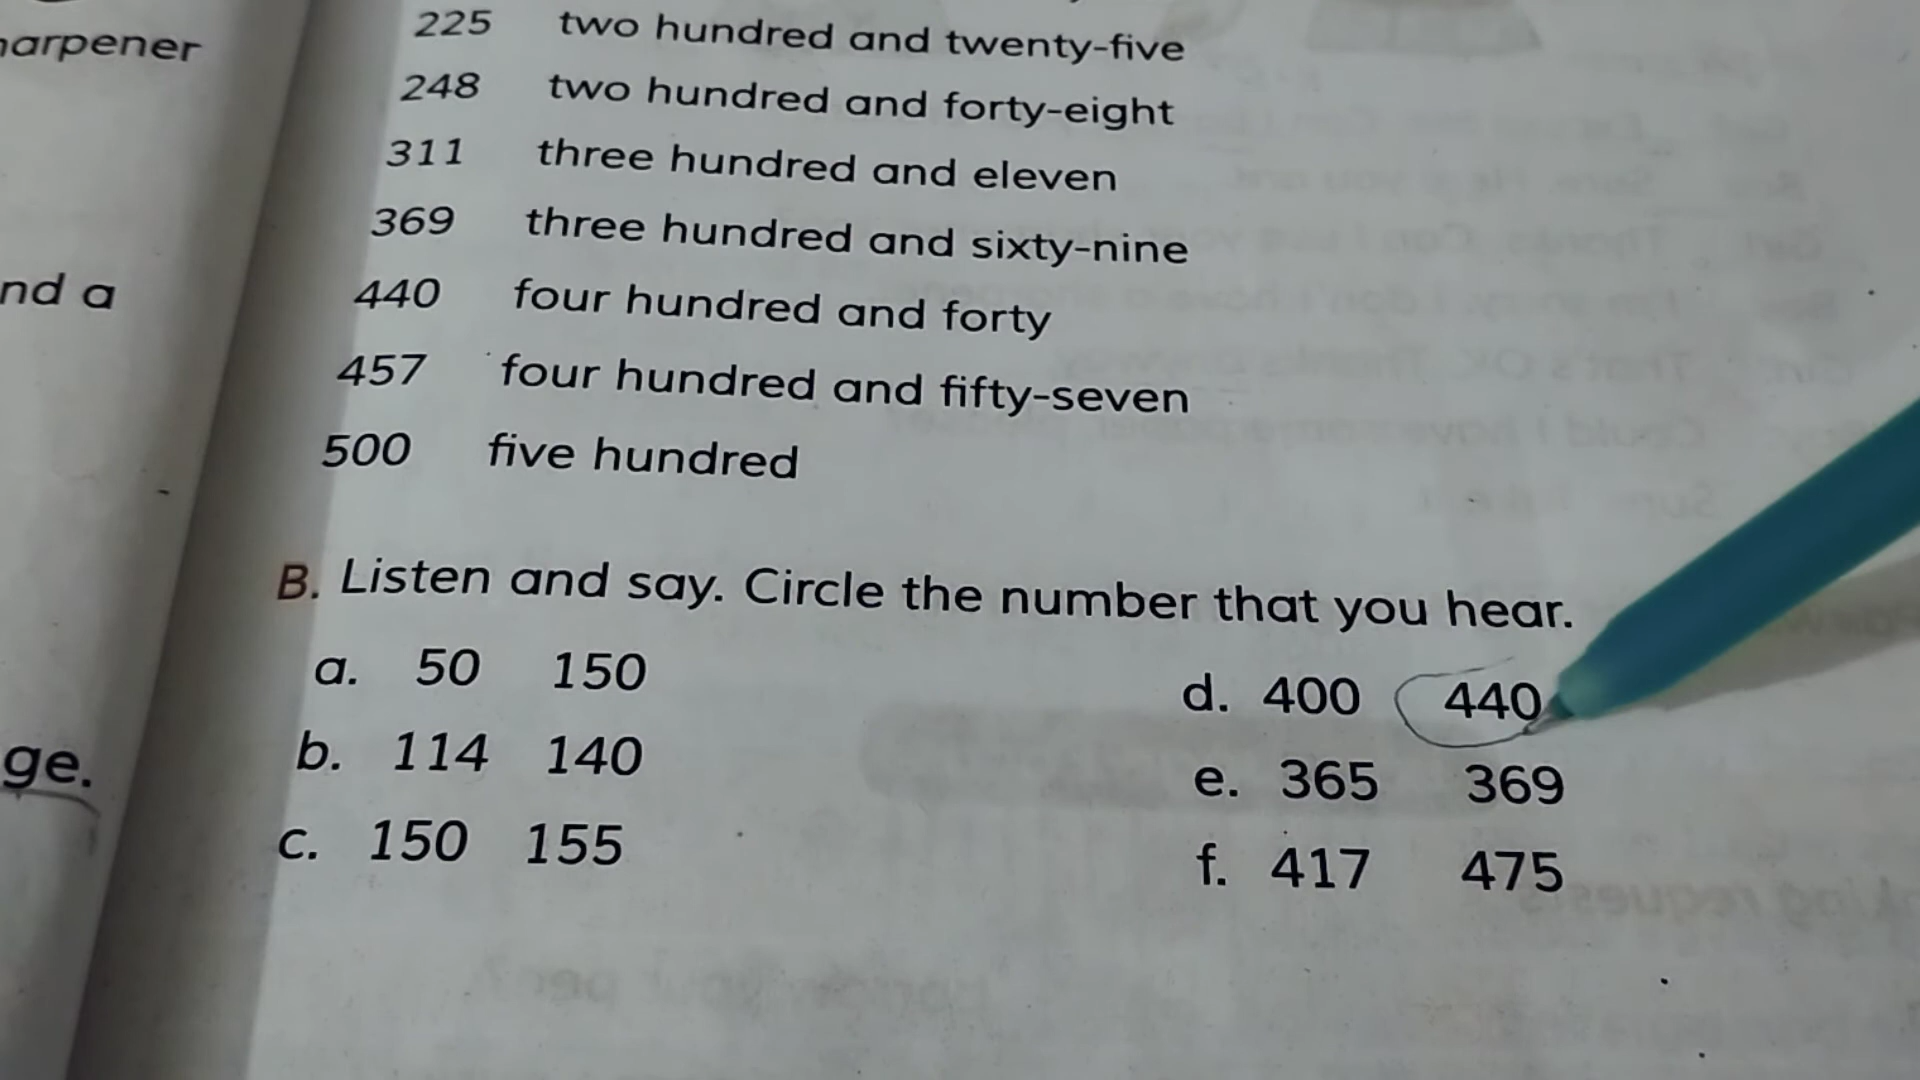 arpener
nd a
ge.
225 two hundred and twenty-five
248 two hundred and forty-eight
311 three hundred and eleven
369 three hundred and sixty-nine
440 four hundred and forty
457 four hundred and fifty-seven
500 five hundred
B. Listen and say. Circle the number that you hear.
a. 50 150
b. 114 140
c. 150 155
d. 400 440
e. 365 369
f. 417 475